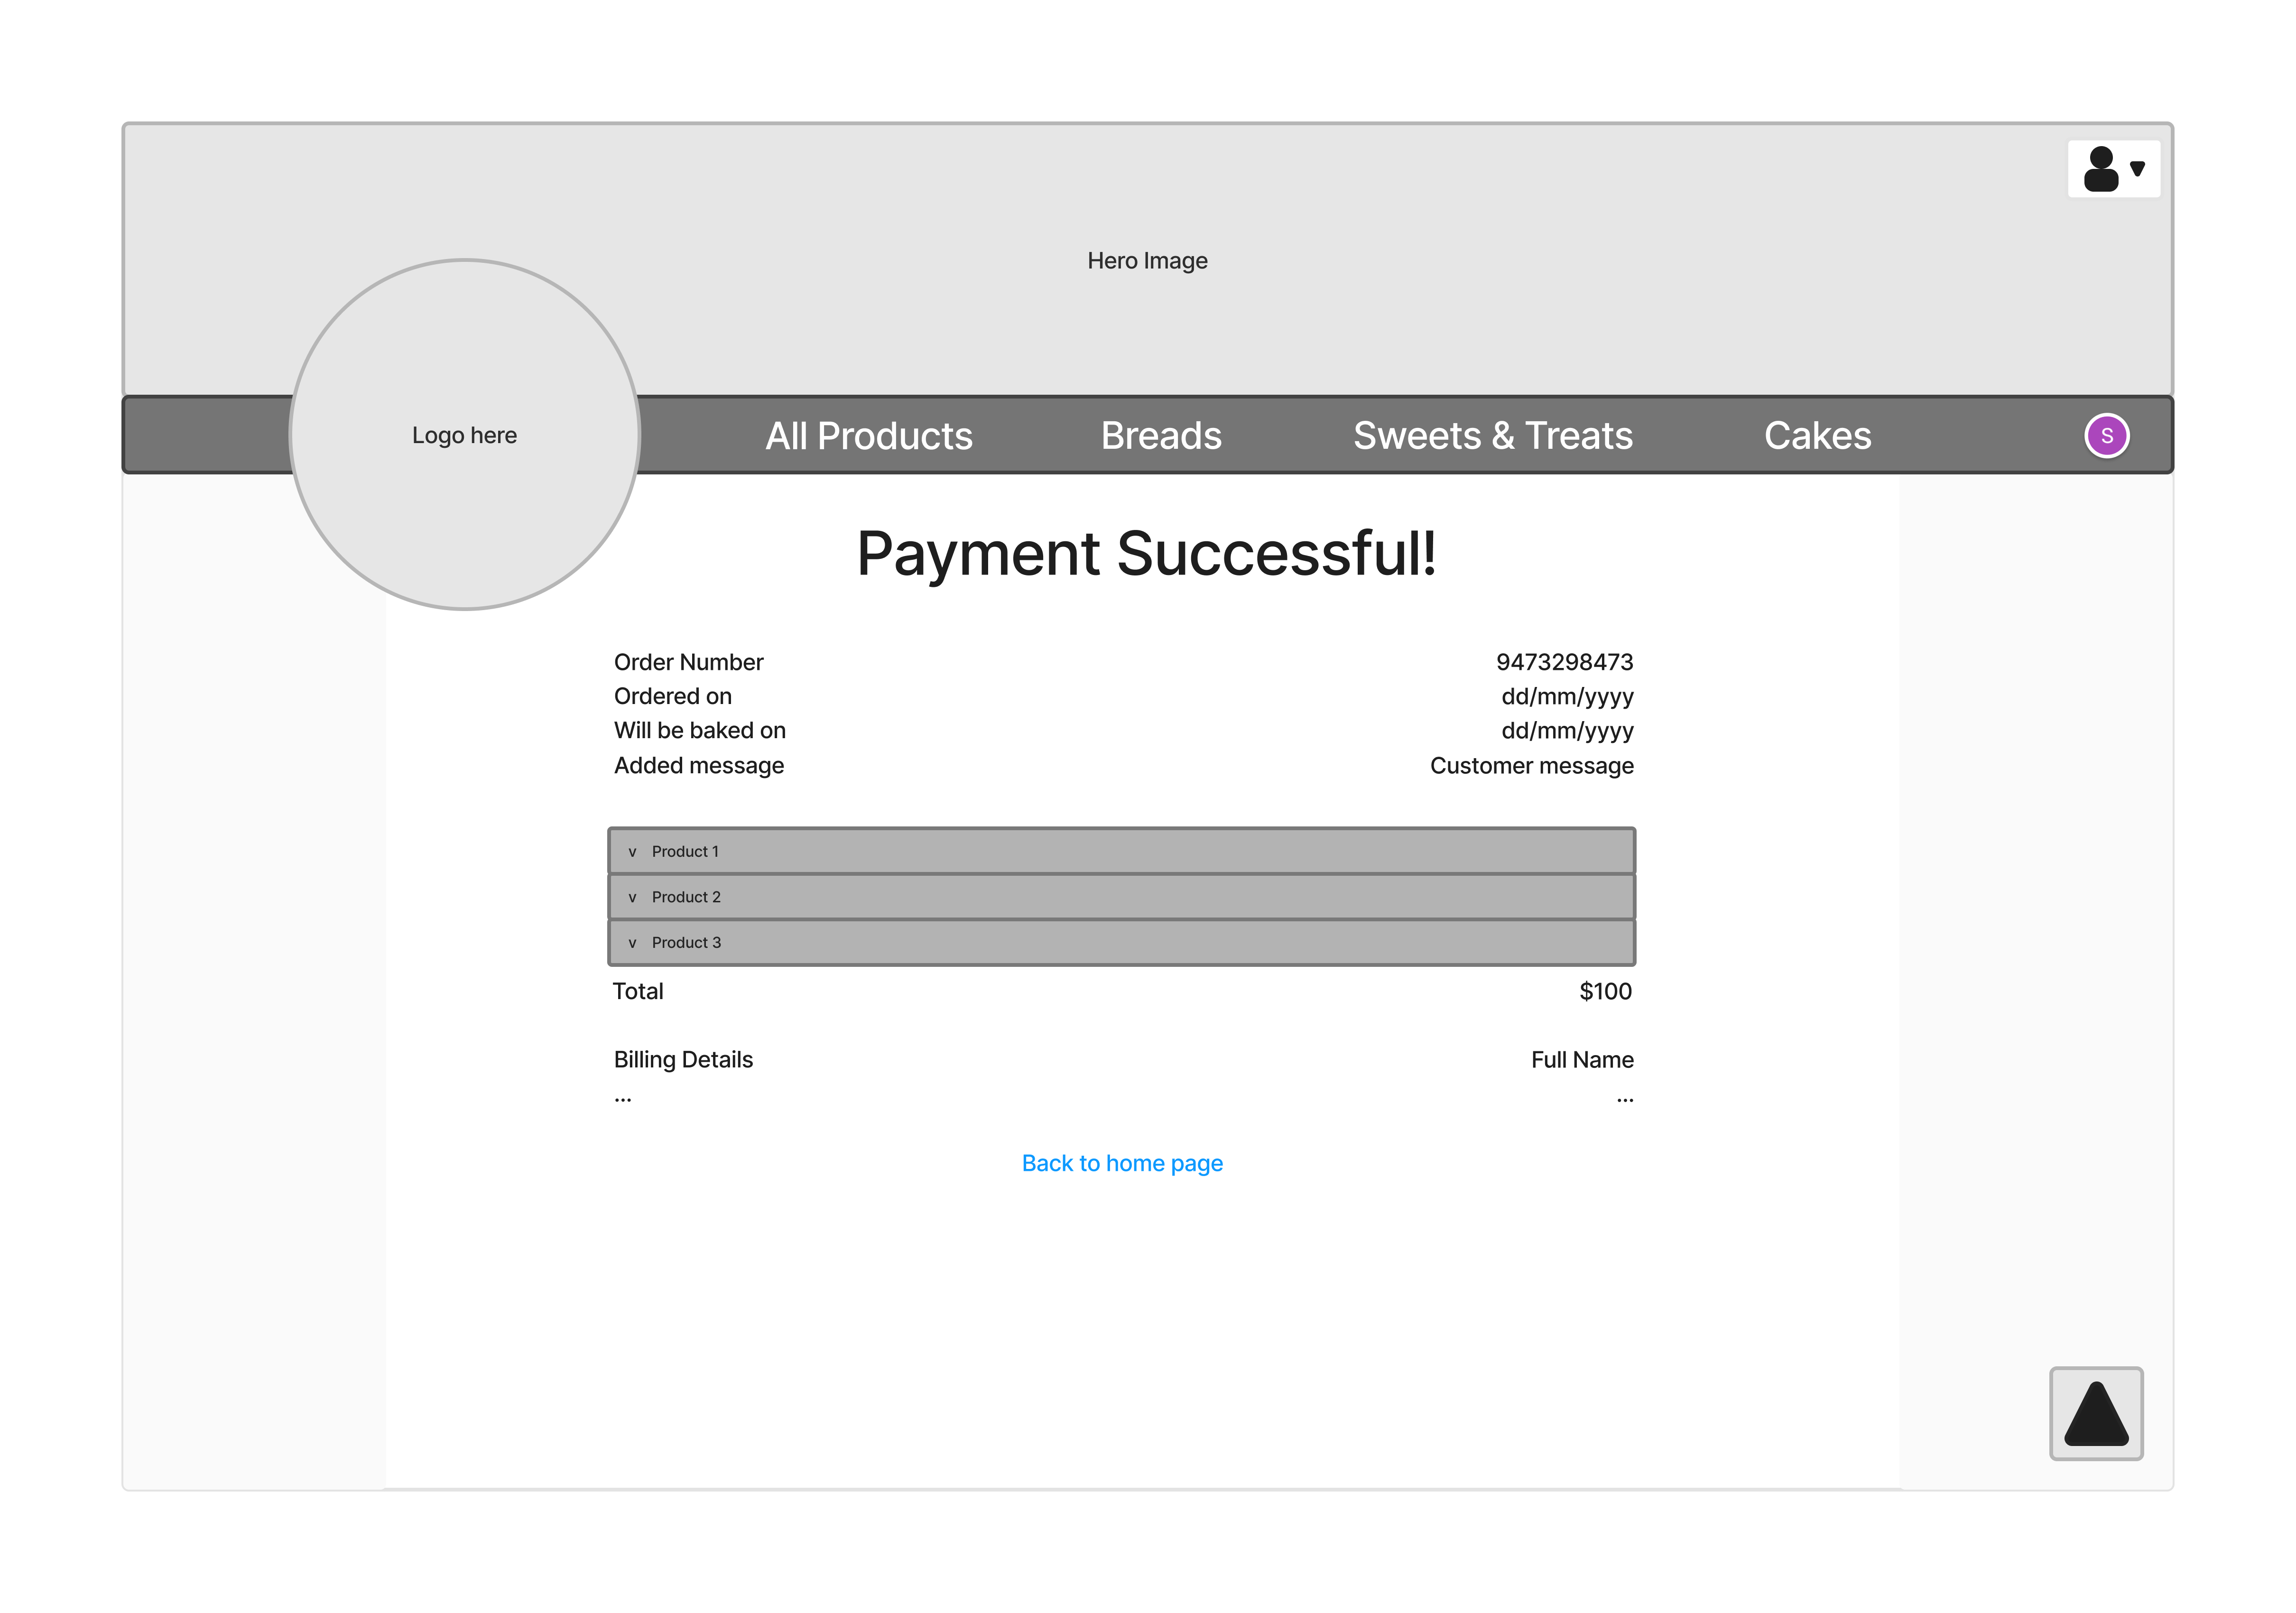 Hero Image
Logo here
All Products Breads Sweets & Treats Cakes S
Payment Successful!
Order Number 9473298473
Ordered on dd/mm/yyyy
Will be baked on dd/mm/yyyy
Added message Customer message
v Product 1
v Product 2
v Product 3
Total $100
Billing Details Full Name
... ...
Back to home page